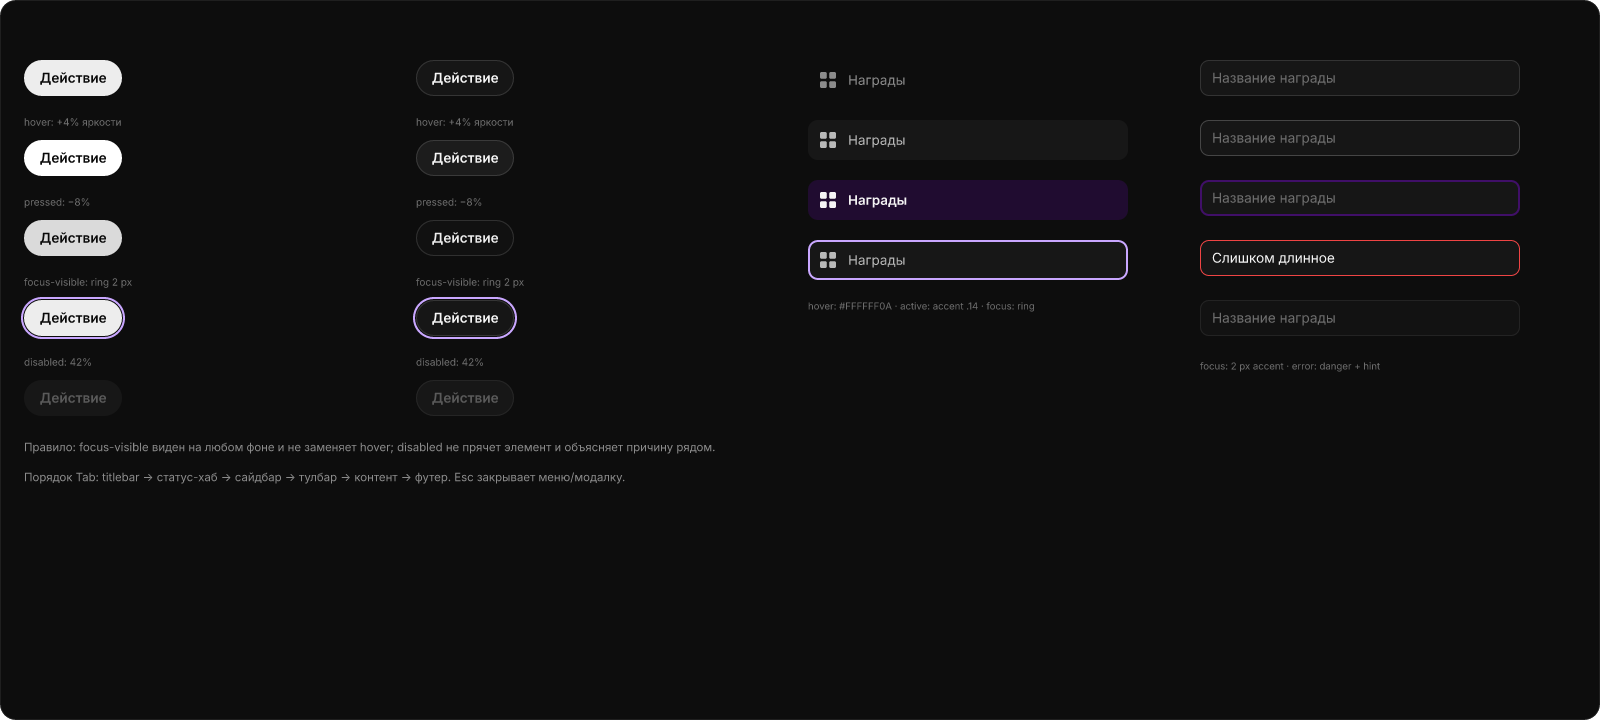 Действие
hover: +4% яркости
Действие
pressed: −8%
Действие
focus-visible: ring 2 px
Действие
disabled: 42%
Действие
Действие
hover: +4% яркости
Действие
pressed: −8%
Действие
focus-visible: ring 2 px
Действие
disabled: 42%
Действие
Награды
Награды
Награды
Награды
hover: #FFFFFF0A · active: accent .14 · focus: ring
Название награды
Название награды
Название награды
Слишком длинное
Название награды
focus: 2 px accent · error: danger + hint
Правило: focus-visible виден на любом фоне и не заменяет hover; disabled не прячет элемент и объясняет причину рядом.
Порядок Tab: titlebar → статус-хаб → сайдбар → тулбар → контент → футер. Esc закрывает меню/модалку.